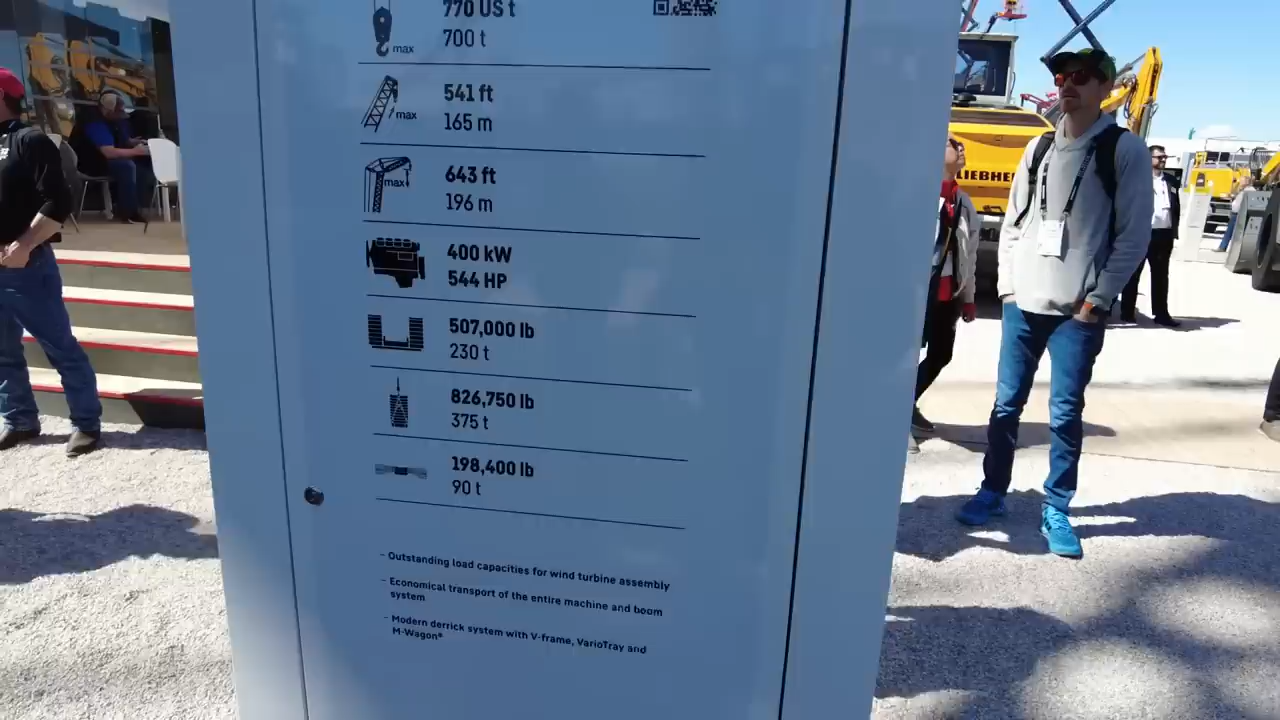 770 US t
max
700 t
541 ft
max
165 m
643 ft
max
196 m
400 kW
544 HP
507,000 lb
230 t
826,750 lb
375 t
198,400 lb
90 t
- Outstanding load capacities for wind turbine assembly
- Economical transport of the entire machine and boom
system
- Modern derrick system with V-frame, VarioTray and
M-Wagon®
LIEBHE